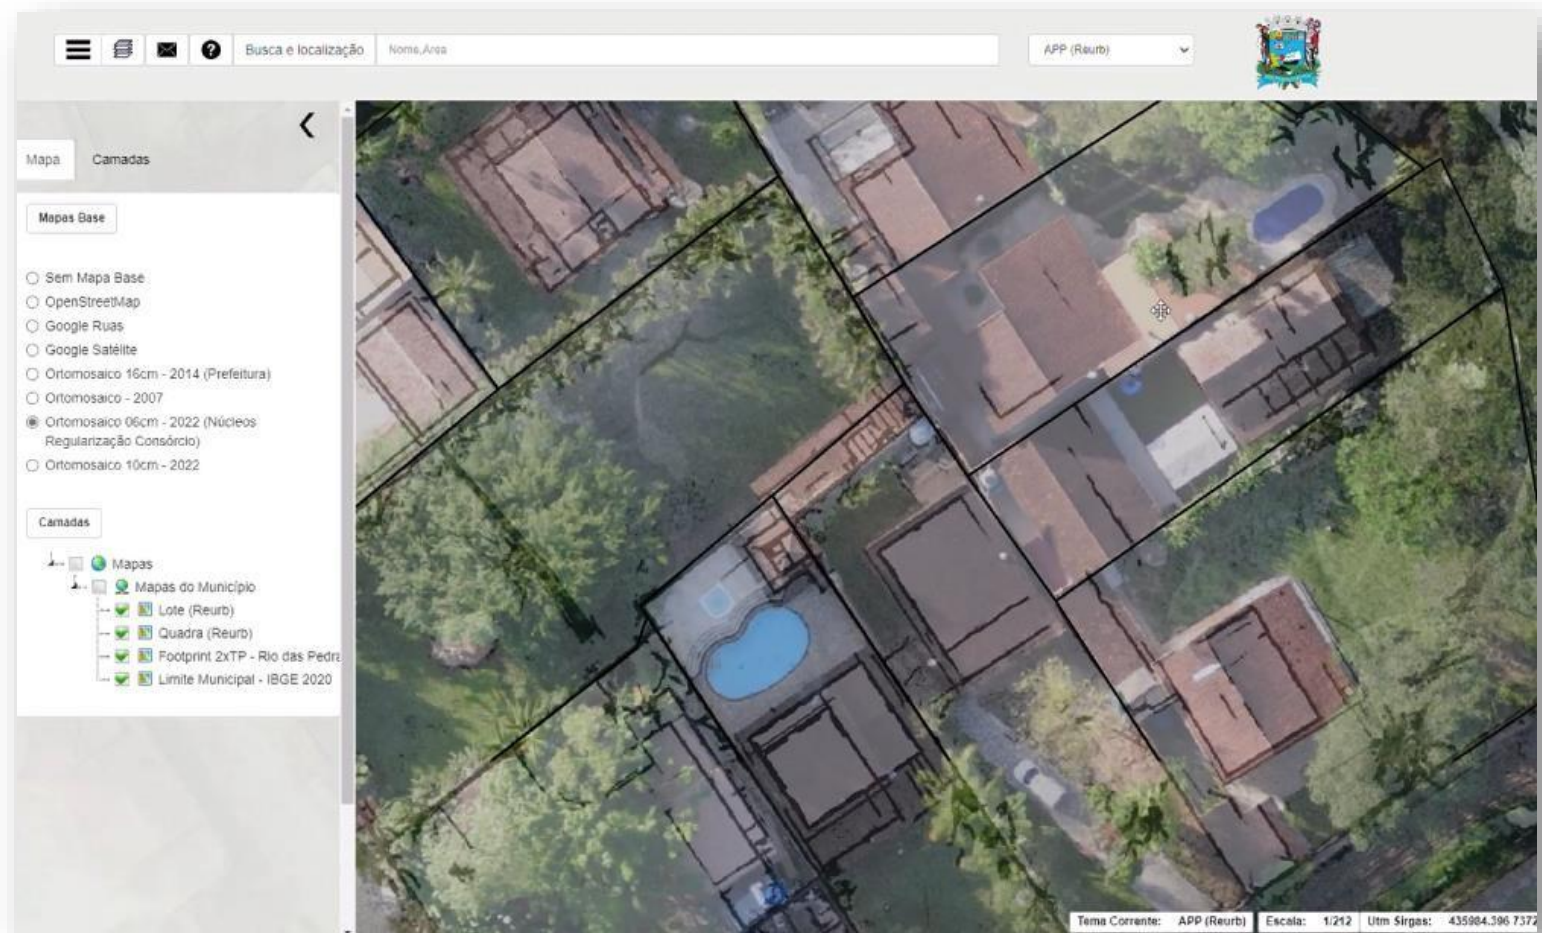 Busca e localização
Nome,Area
APP (Reurb)
Mapa
Camadas
Mapas Base
Sem Mapa Base
OpenStreetMap
Google Ruas
Google Satélite
Ortomosaico 16cm - 2014 (Prefeitura)
Ortomosaico - 2007
Ortomosaico 06cm - 2022 (Núcleos
Regularização Consórcio)
Ortomosaico 10cm - 2022
Camadas
Mapas
Mapas do Município
Lote (Reurb)
Quadra (Reurb)
Footprint 2xTP - Rio das Pedra
Limite Municipal - IBGE 2020
Tema Corrente: APP (Reurb) Escala: 1/212 Utm Sirgas: 435984.396 7372